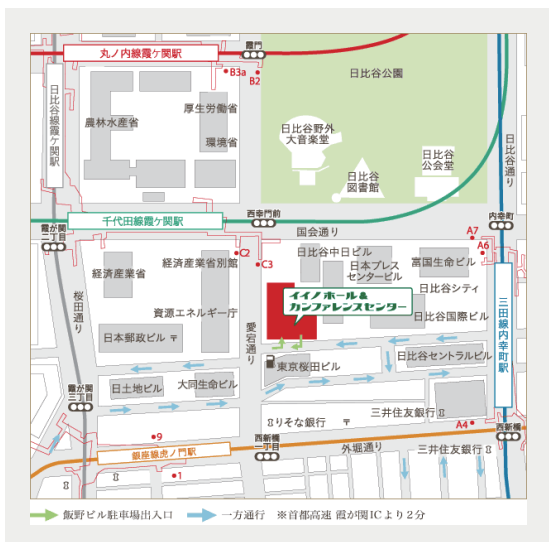 丸ノ内線霞ケ関駅
霞門
B3a
B2
日比谷公園
日比谷線霞ケ関駅
農林水産省
厚生労働省
環境省
日比谷野外
大音楽堂
日比谷
図書館
日比谷
公会堂
日比谷通り
千代田線霞ケ関駅
西幸門前
国会通り
内幸町
霞が関
二丁目
A7
A6
C2
C3
経済産業省
経済産業省別館
日比谷中日ビル
日本プレス
センタービル
富国生命ビル
日比谷シティ
桜田通り
資源エネルギー庁
イイノホール&
カンファレンスセンター
日比谷国際ビル
三田線内幸町駅
日本郵政ビル 〒
愛宕通り
日比谷セントラルビル
東京桜田ビル
霞が関
三丁目
日土地ビル
大同生命ビル
りそな銀行
〒
三井住友銀行
A4
西新橋
9
西新橋
一丁目
銀座線虎ノ門駅
外堀通り
三井住友銀行
1
飯野ビル駐車場出入口
一方通行
※首都高速 霞が関ICより2分